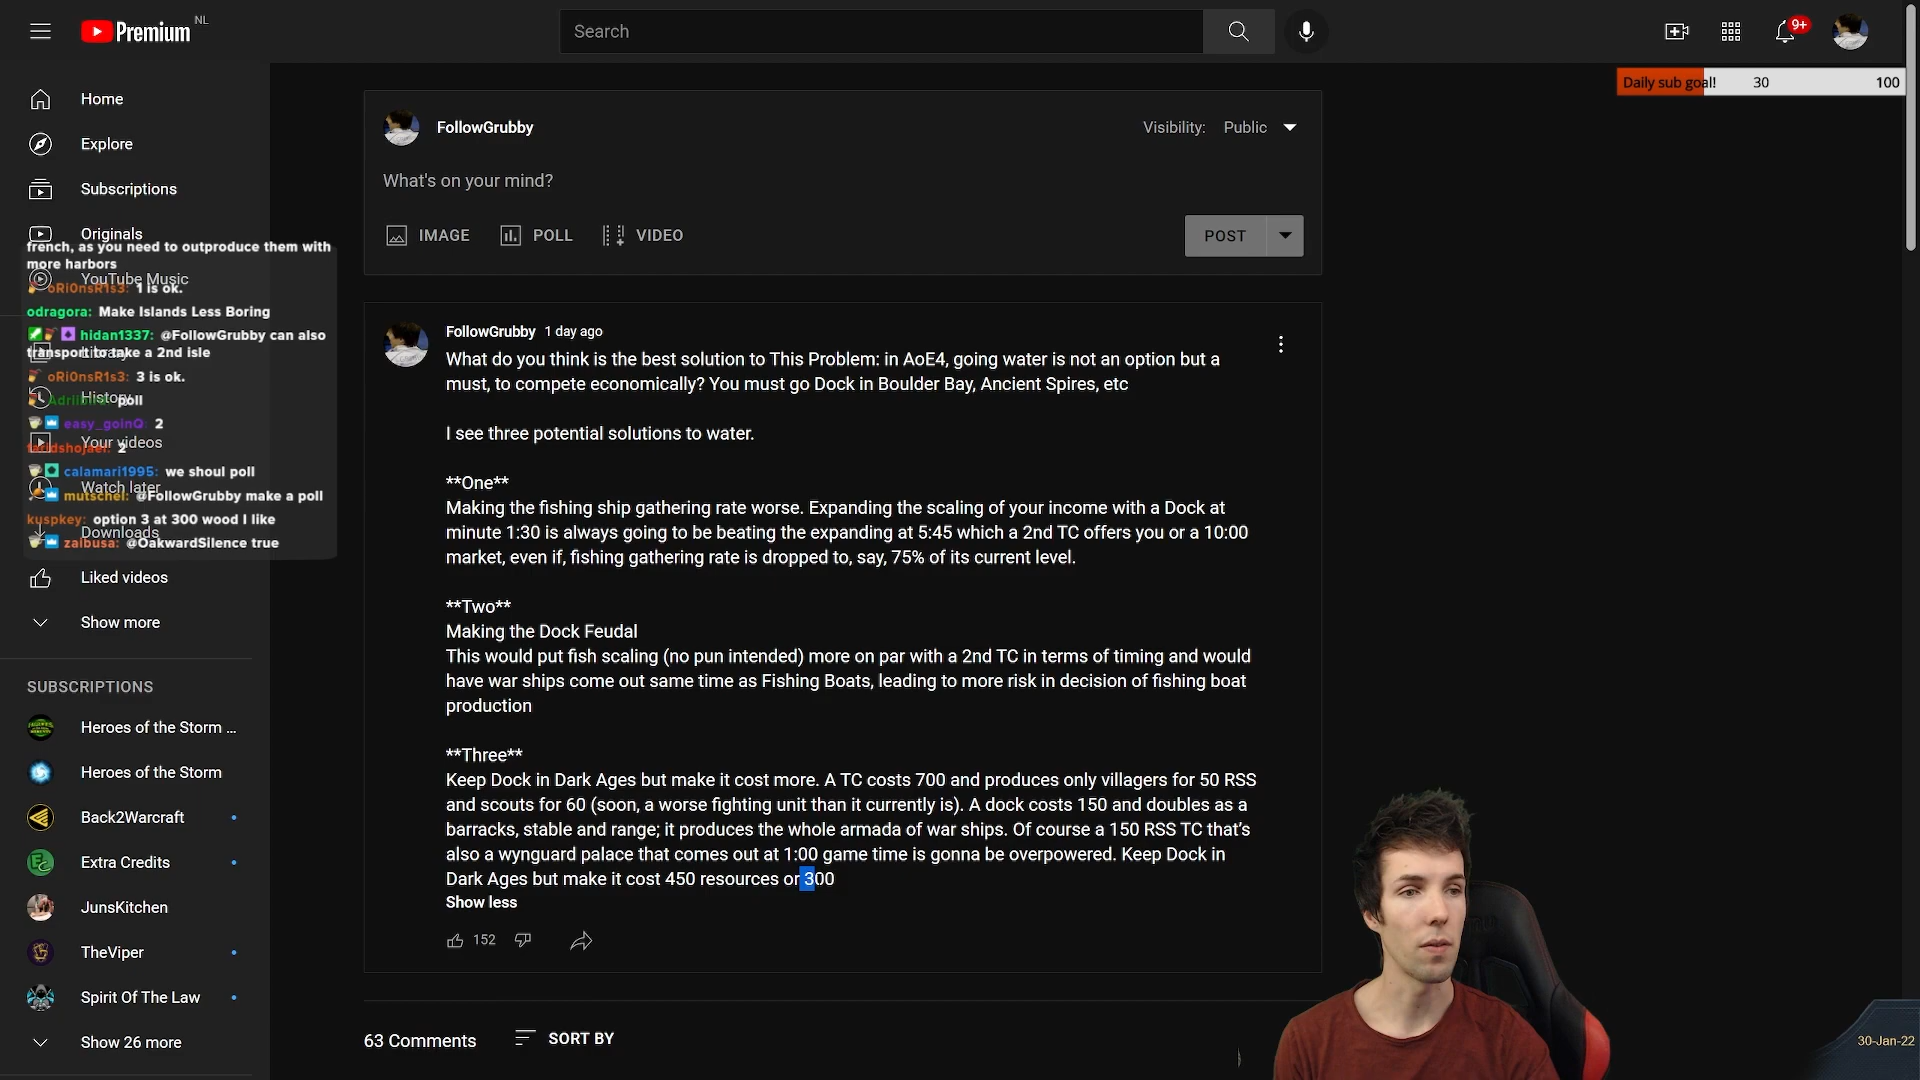 Premium NL
Search
9+
Daily sub goal! 30 100
Home
Explore
Subscriptions
Originals
french, as you need to outproduce them with
more harbors
YouTube Music
oRi0nsR1s3: 1 is ok.
odragora: Make Islands Less Boring
hidan1337: @FollowGrubby can also
transport to take a 2nd isle
Library
oRi0nsR1s3: 3 is ok.
History
poll
easy_goinQ: 2
Your videos
2
calamari1995: we shoul poll
Watch later
mutschel: @FollowGrubby make a poll
kuspkey: option 3 at 300 wood I like
Downloads
zalbusa: @OakwardSilence true
Liked videos
Show more
SUBSCRIPTIONS
Heroes of the Storm ...
Heroes of the Storm
Back2Warcraft
Extra Credits
JunsKitchen
TheViper
Spirit Of The Law
Show 26 more
FollowGrubby
Visibility: Public
What's on your mind?
IMAGE POLL VIDEO
POST
FollowGrubby 1 day ago
What do you think is the best solution to This Problem: in AoE4, going water is not an option but a
must, to compete economically? You must go Dock in Boulder Bay, Ancient Spires, etc
I see three potential solutions to water.
**One**
Making the fishing ship gathering rate worse. Expanding the scaling of your income with a Dock at
minute 1:30 is always going to be beating the expanding at 5:45 which a 2nd TC offers you or a 10:00
market, even if, fishing gathering rate is dropped to, say, 75% of its current level.
**Two**
Making the Dock Feudal
This would put fish scaling (no pun intended) more on par with a 2nd TC in terms of timing and would
have war ships come out same time as Fishing Boats, leading to more risk in decision of fishing boat
production
**Three**
Keep Dock in Dark Ages but make it cost more. A TC costs 700 and produces only villagers for 50 RSS
and scouts for 60 (soon, a worse fighting unit than it currently is). A dock costs 150 and doubles as a
barracks, stable and range; it produces the whole armada of war ships. Of course a 150 RSS TC that's
also a wynguard palace that comes out at 1:00 game time is gonna be overpowered. Keep Dock in
Dark Ages but make it cost 450 resources or 300
Show less
152
63 Comments
SORT BY
30-Jan-22